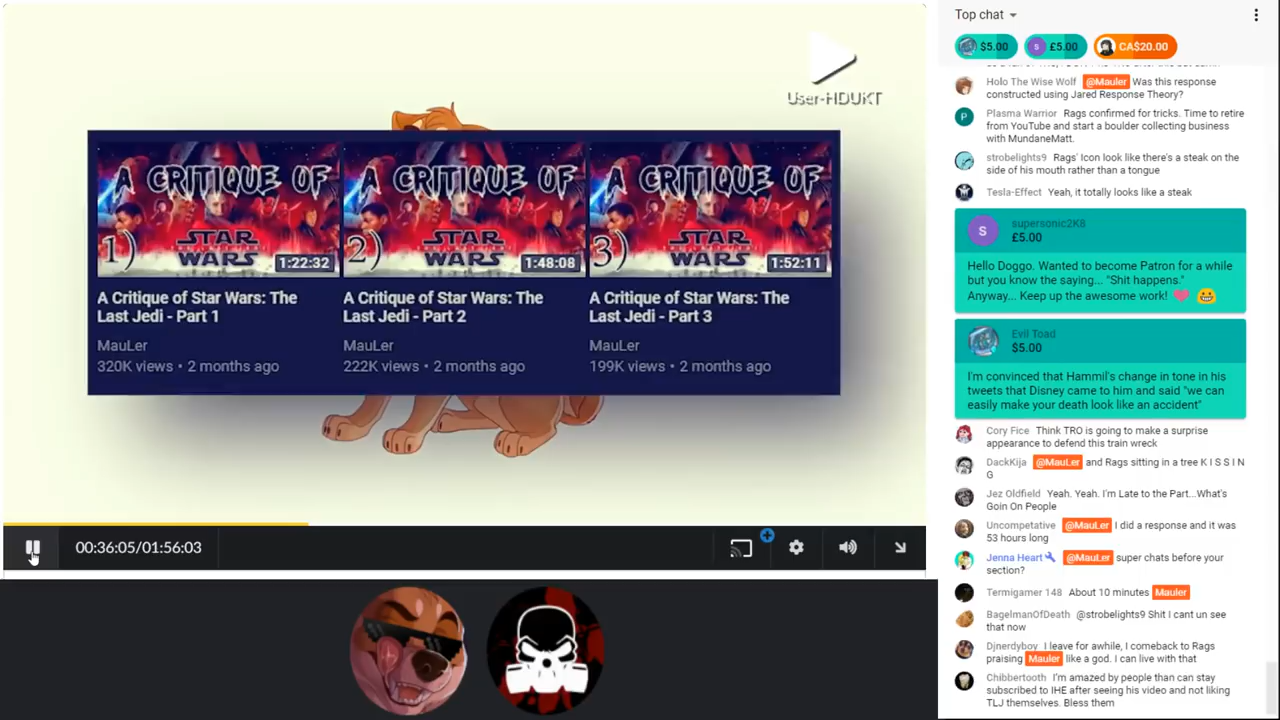 User-HDUKT
A CRITIQUE OF
STAR
WARS
1)
1:22:32
A CRITIQUE OF
STAR
WARS
2)
1:48:08
A CRITIQUE OF
STAR
WARS
3)
1:52:11
A Critique of Star Wars: The
Last Jedi - Part 1
MauLer
320K views • 2 months ago
A Critique of Star Wars: The
Last Jedi - Part 2
MauLer
222K views • 2 months ago
A Critique of Star Wars: The
Last Jedi - Part 3
MauLer
199K views • 2 months ago
00:36:05/01:56:03
Top chat
$5.00
S £5.00
CA$20.00
Holo The Wise Wolf @Mauler Was this response
constructed using Jared Response Theory?
P Plasma Warrior Rags confirmed for tricks. Time to retire
from YouTube and start a boulder collecting business
with MundaneMatt.
strobelights9 Rags' Icon look like there's a steak on the
side of his mouth rather than a tongue
Tesla-Effect Yeah, it totally looks like a steak
S supersonic2K8
£5.00
Hello Doggo. Wanted to become Patron for a while
but you know the saying... "Shit happens."
Anyway... Keep up the awesome work! 💗 😁
Evil Toad
$5.00
I'm convinced that Hammil's change in tone in his
tweets that Disney came to him and said "we can
easily make your death look like an accident"
Cory Fice Think TRO is going to make a surprise
appearance to defend this train wreck
DackKija @MauLer and Rags sitting in a tree K I S S I N
G
Jez Oldfield Yeah. Yeah. I'm Late to the Part...What's
Goin On People
Uncompetative @MauLer I did a response and it was
53 hours long
Jenna Heart @MauLer super chats before your
section?
Termigamer 148 About 10 minutes Mauler
BagelmanOfDeath @strobelights9 Shit I cant un see
that now
Djnerdyboy I leave for awhile, I comeback to Rags
praising Mauler like a god. I can live with that
Chibbertooth I'm amazed by people than can stay
subscribed to IHE after seeing his video and not liking
TLJ themselves. Bless them